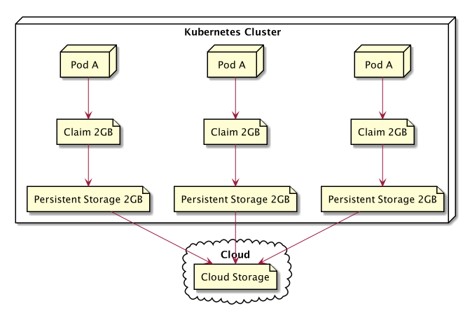 Kubernetes Cluster
Pod A
Pod A
Pod A
Claim 2GB
Claim 2GB
Claim 2GB
Persistent Storage 2GB
Persistent Storage 2GB
Persistent Storage 2GB
Cloud
Cloud Storage